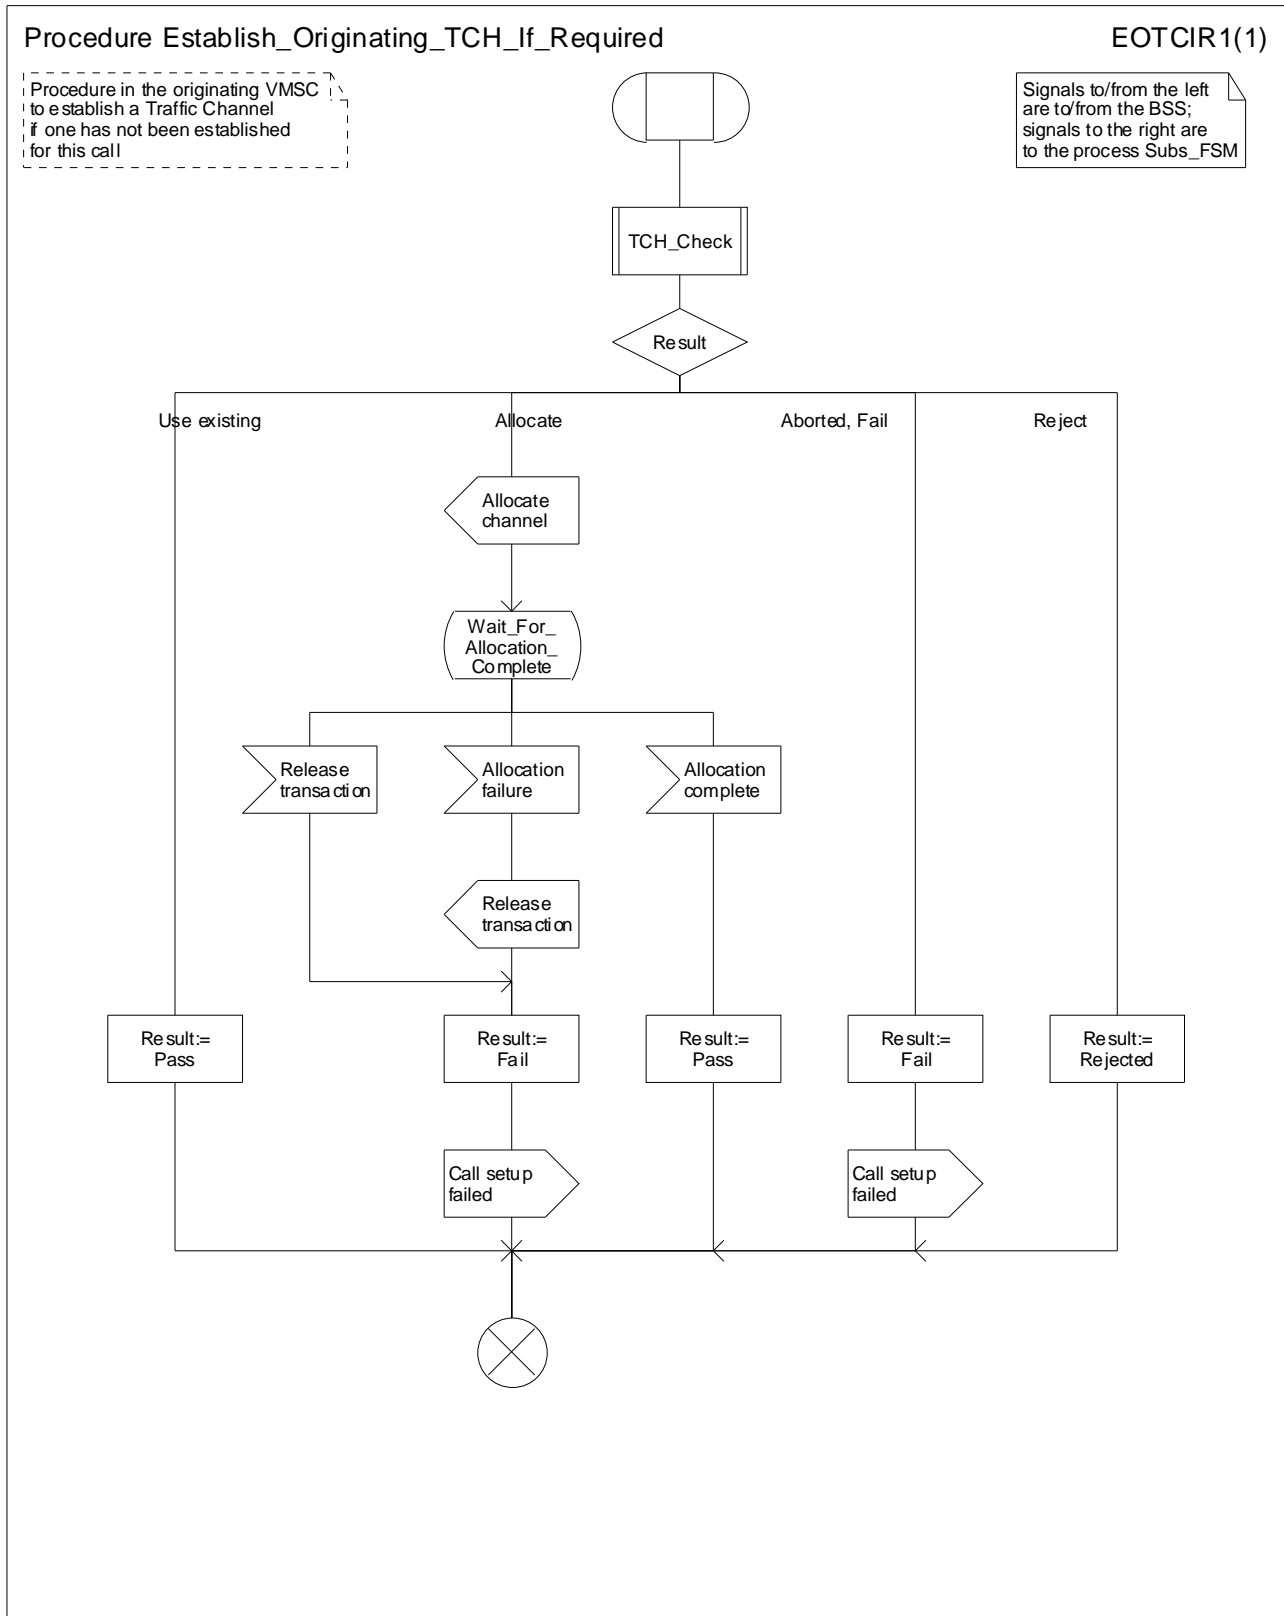 Procedure Establish_Originating_TCH_If_Required
EOTCIR1(1)
Procedure in the originating VMSC
to establish a Traffic Channel
if one has not been established
for this call
Signals to/from the left
are to/from the BSS;
signals to the right are
to the process Subs_FSM
TCH_Check
Result
Use existing
Allocate
Aborted, Fail
Reject
Allocate
channel
Wait_For_
Allocation_
Complete
Release
transaction
Allocation
failure
Allocation
complete
Release
transaction
Result:=
Pass
Result:=
Fail
Result:=
Pass
Result:=
Fail
Result:=
Rejected
Call setup
failed
Call setup
failed